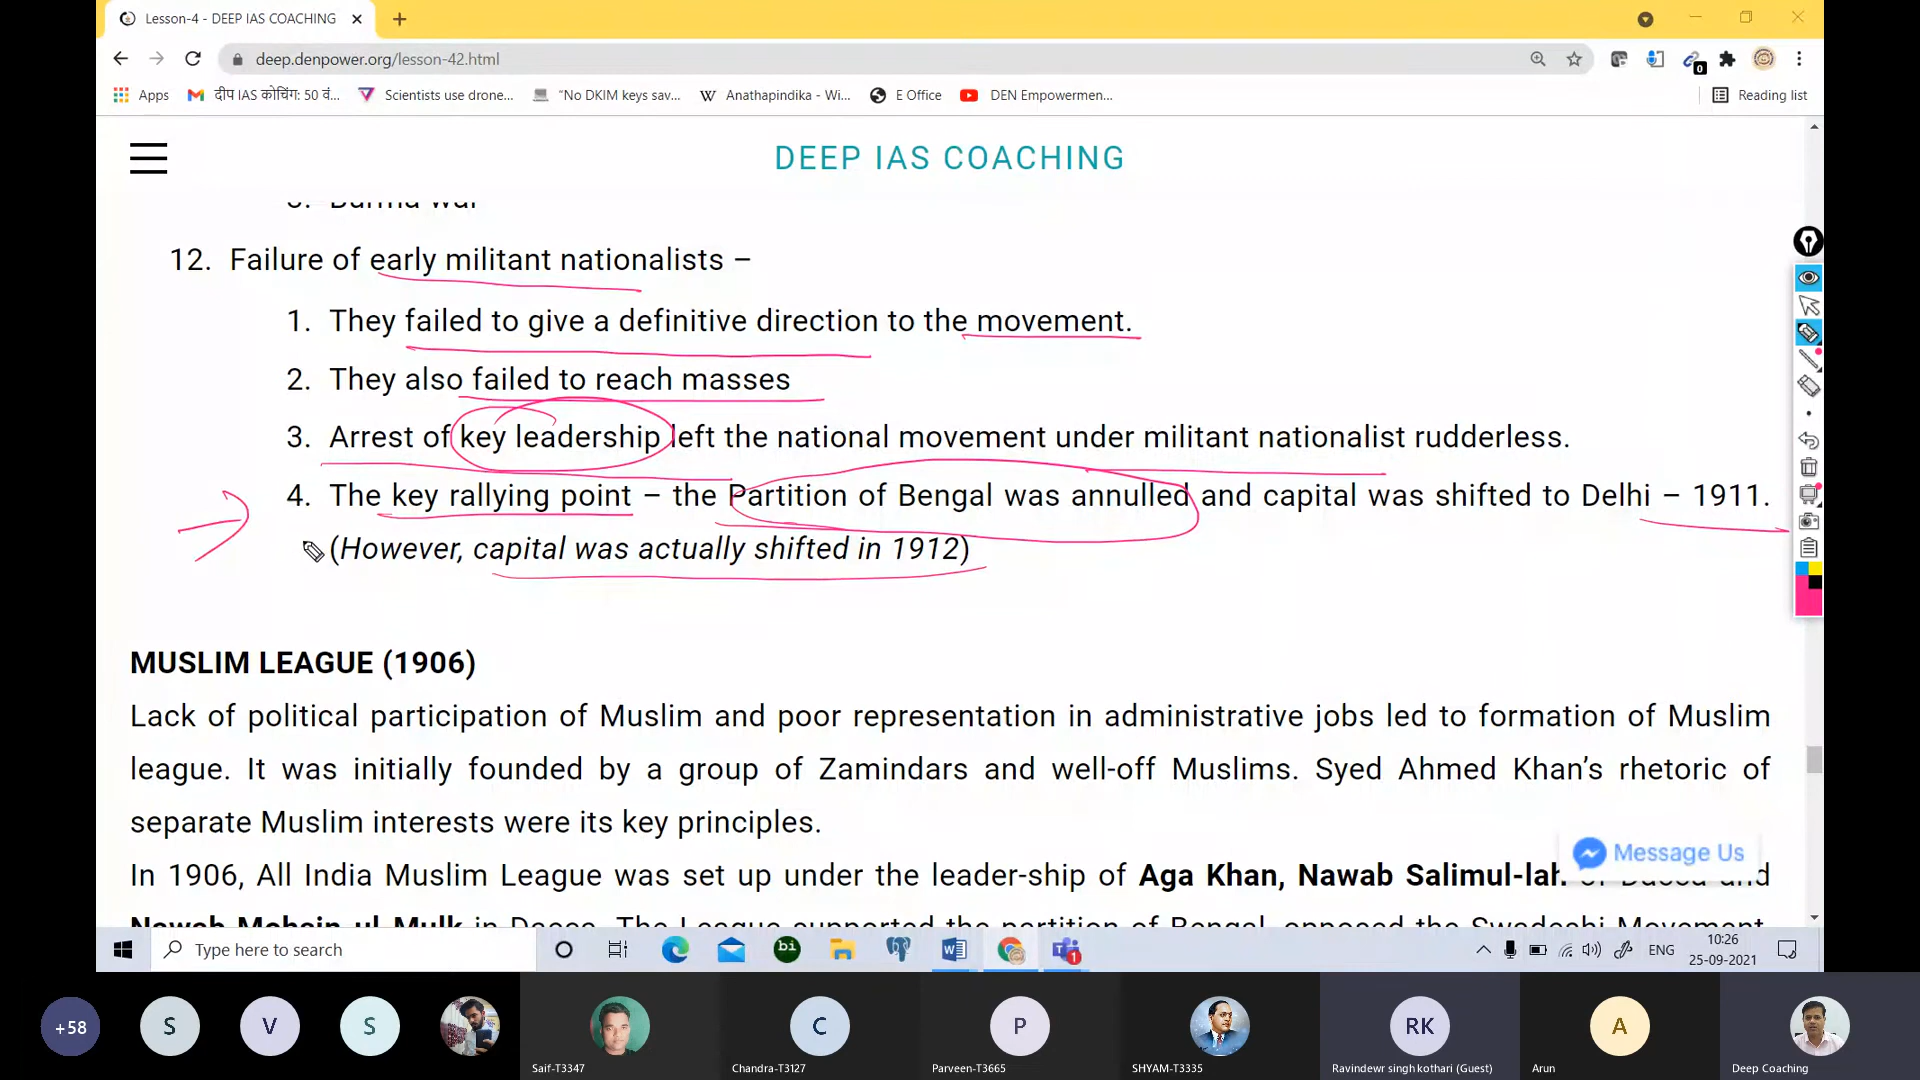 Lesson-4 - DEEP IAS COACHING
deep.denpower.org/lesson-42.html
Apps दीप IAS कोचिंग: 50 वं... Scientists use drone... "No DKIM keys sav... Anathapindika - Wi... E Office DEN Empowermen... Reading list
DEEP IAS COACHING
12. Failure of early militant nationalists –
1. They failed to give a definitive direction to the movement.
2. They also failed to reach masses
3. Arrest of key leadership left the national movement under militant nationalist rudderless.
4. The key rallying point – the Partition of Bengal was annulled and capital was shifted to Delhi – 1911.
(However, capital was actually shifted in 1912)
MUSLIM LEAGUE (1906)
Lack of political participation of Muslim and poor representation in administrative jobs led to formation of Muslim
league. It was initially founded by a group of Zamindars and well-off Muslims. Syed Ahmed Khan's rhetoric of
separate Muslim interests were its key principles.
Message Us
In 1906, All India Muslim League was set up under the leader-ship of Aga Khan, Nawab Salimul-lah of Dacca and
Type here to search
bi
1
0
ENG
10:26
25-09-2021
+58 S V S C P RK A
Saif-T3347 Chandra-T3127 Parveen-T3665 SHYAM-T3335 Ravindewr singh kothari (Guest) Arun Deep Coaching